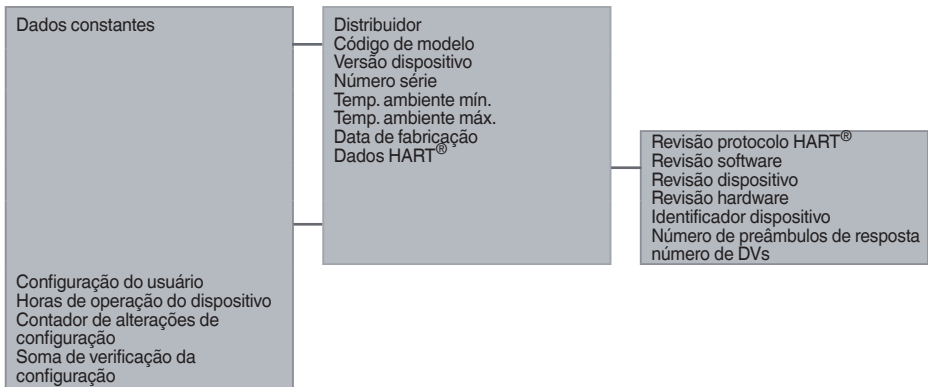 Dados constantes
Configuração do usuário
Horas de operação do dispositivo
Contador de alterações de
configuração
Soma de verificação da
configuração
Distribuidor
Código de modelo
Versão dispositivo
Número série
Temp. ambiente mín.
Temp. ambiente máx.
Data de fabricação
Dados HART®
Revisão protocolo HART®
Revisão software
Revisão dispositivo
Revisão hardware
Identificador dispositivo
Número de preâmbulos de resposta
número de DVs